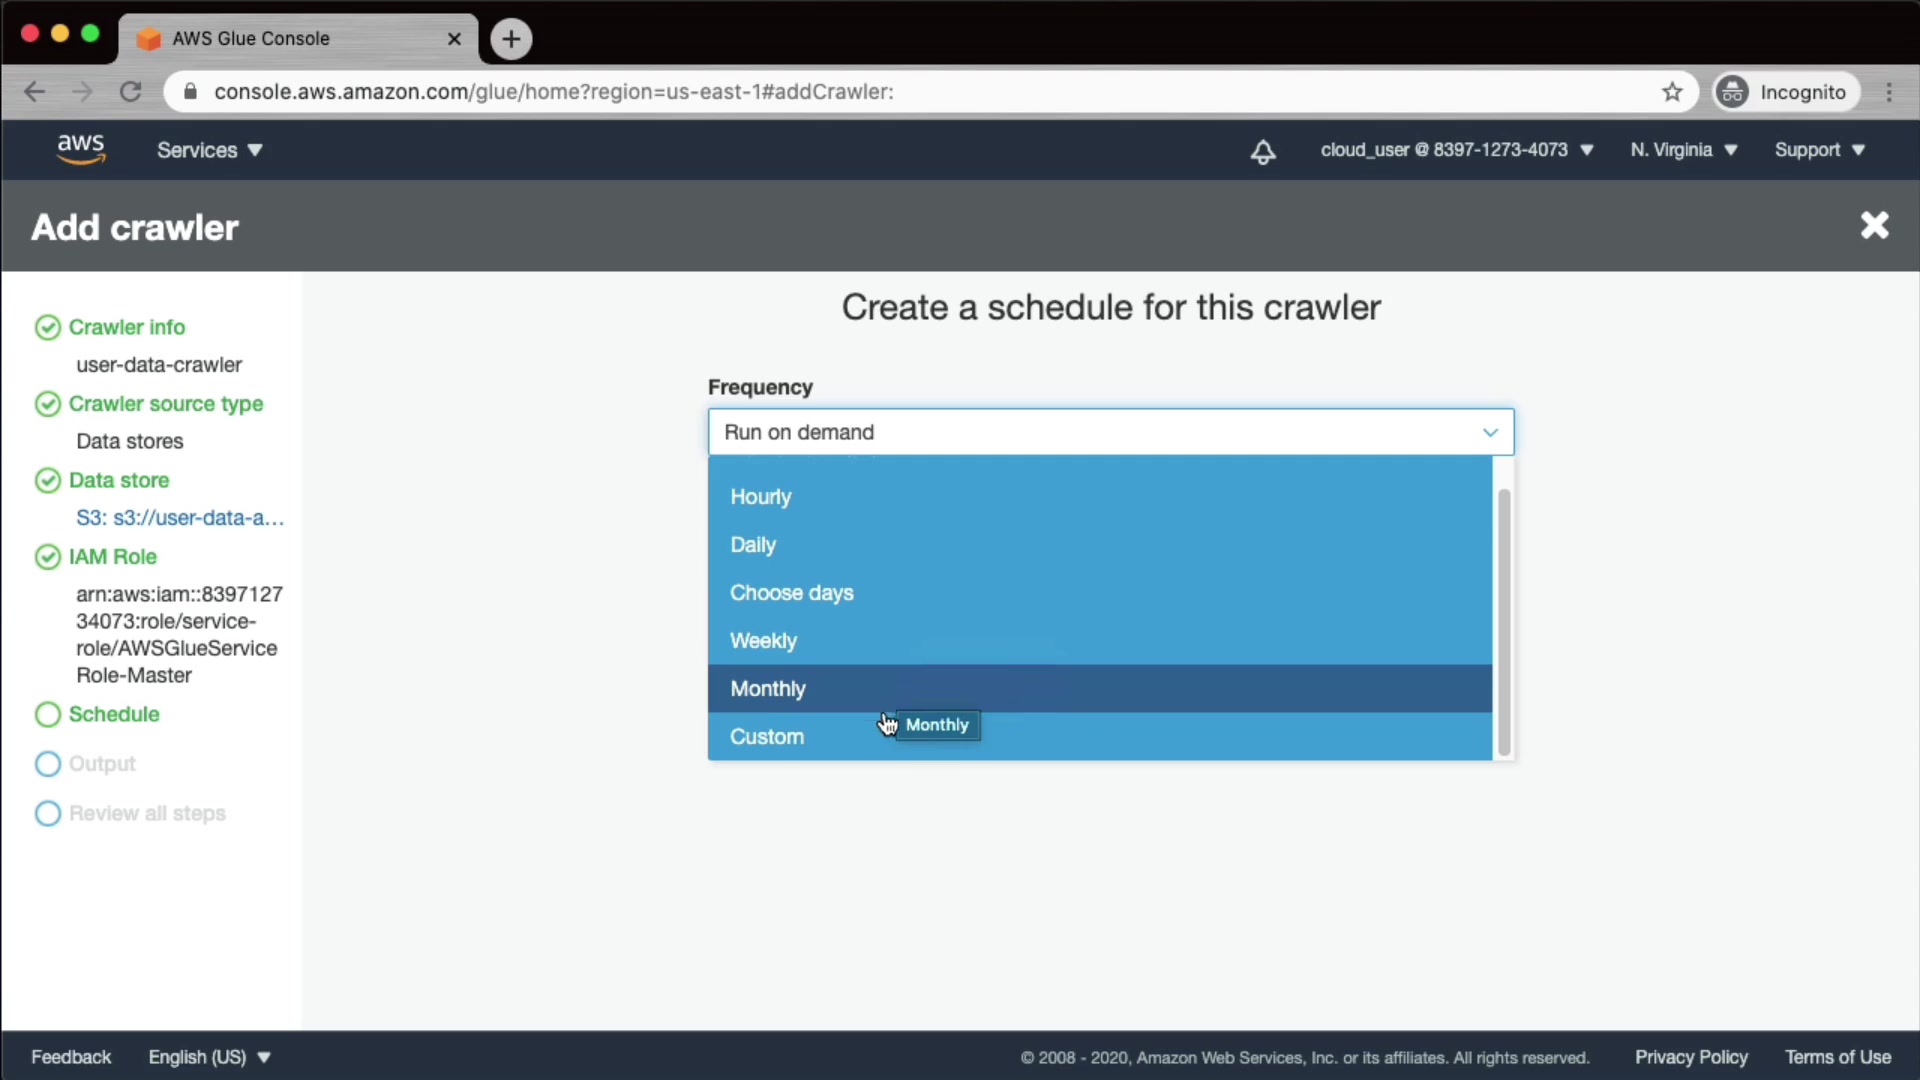 AWS Glue Console
console.aws.amazon.com/glue/home?region=us-east-1#addCrawler:
Incognito
aws
Services
cloud_user @ 8397-1273-4073
N. Virginia
Support
Add crawler
Crawler info
user-data-crawler
Crawler source type
Data stores
Data store
S3: s3://user-data-a...
IAM Role
arn:aws:iam::8397127
34073:role/service-
role/AWSGlueService
Role-Master
Schedule
Output
Review all steps
Create a schedule for this crawler
Frequency
Run on demand
Hourly
Daily
Choose days
Weekly
Monthly
Monthly
Custom
Feedback
English (US)
© 2008 - 2020, Amazon Web Services, Inc. or its affiliates. All rights reserved.
Privacy Policy
Terms of Use